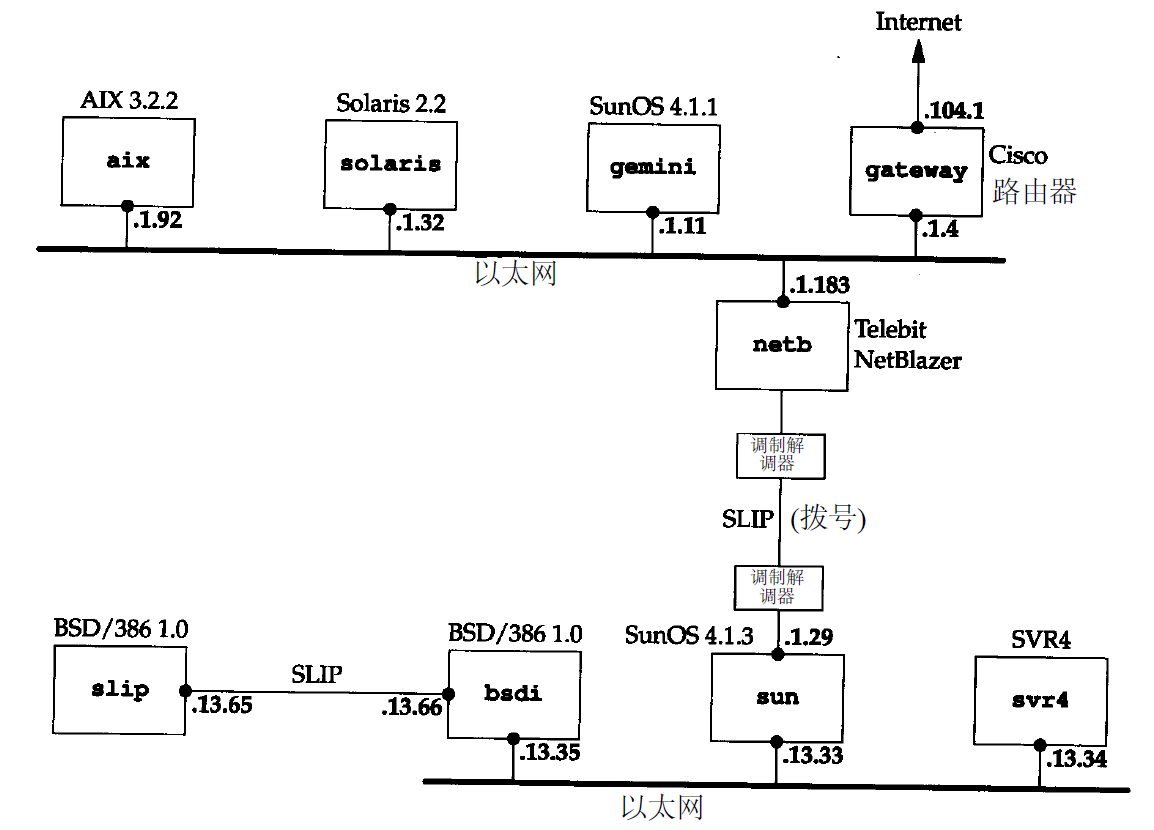 Internet
AIX 3.2.2
Solaris 2.2
SunOS 4.1.1
.104.1
aix
solaris
gemini
gateway
Cisco
路由器
.1.92
.1.32
.1.11
.1.4
以太网
.1.183
netb
Telebit
NetBlazer
调制解
调器
SLIP (拨号)
调制解
调器
BSD/386 1.0
BSD/386 1.0
SunOS 4.1.3
.1.29
SVR4
slip
SLIP
bsdi
sun
svr4
.13.65
.13.66
.13.35
.13.33
.13.34
以太网